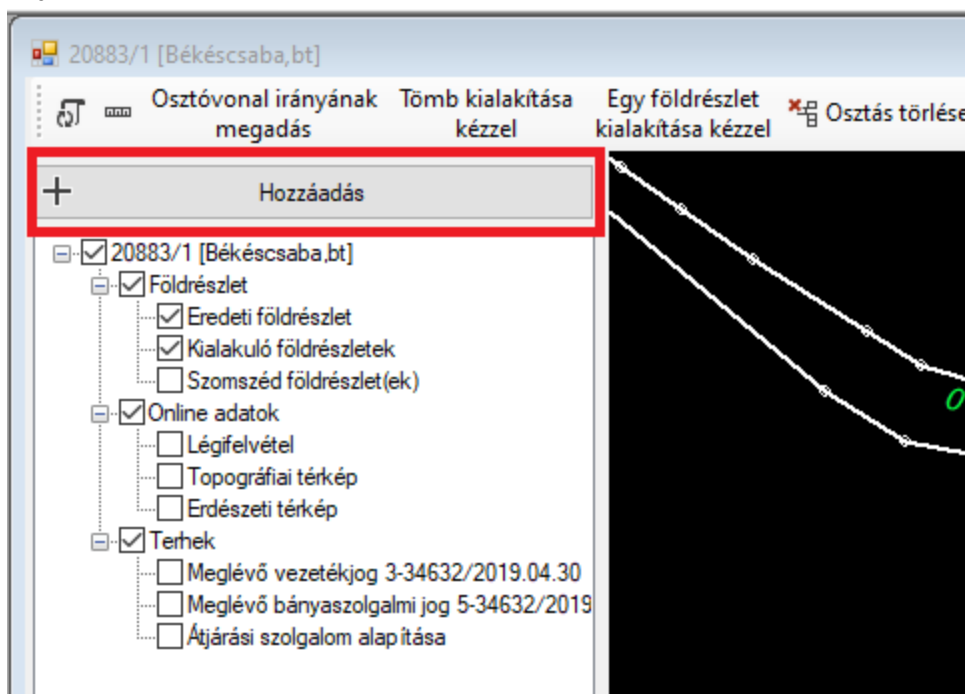 20883/1 [Békéscsaba,bt]
Osztóvonal irányának megadás
Tömb kialakítása kézzel
Egy földrészlet kialakítása kézzel
Osztás törlése
Hozzáadás
20883/1 [Békéscsaba,bt]
Földrészlet
Eredeti földrészlet
Kialakuló földrészletek
Szomszéd földrészlet(ek)
Online adatok
Légifelvétel
Topográfiai térkép
Erdészeti térkép
Terhek
Meglévő vezetékjog 3-34632/2019.04.30
Meglévő bányaszolgalmi jog 5-34632/2019
Átjárási szolgalom alapítása